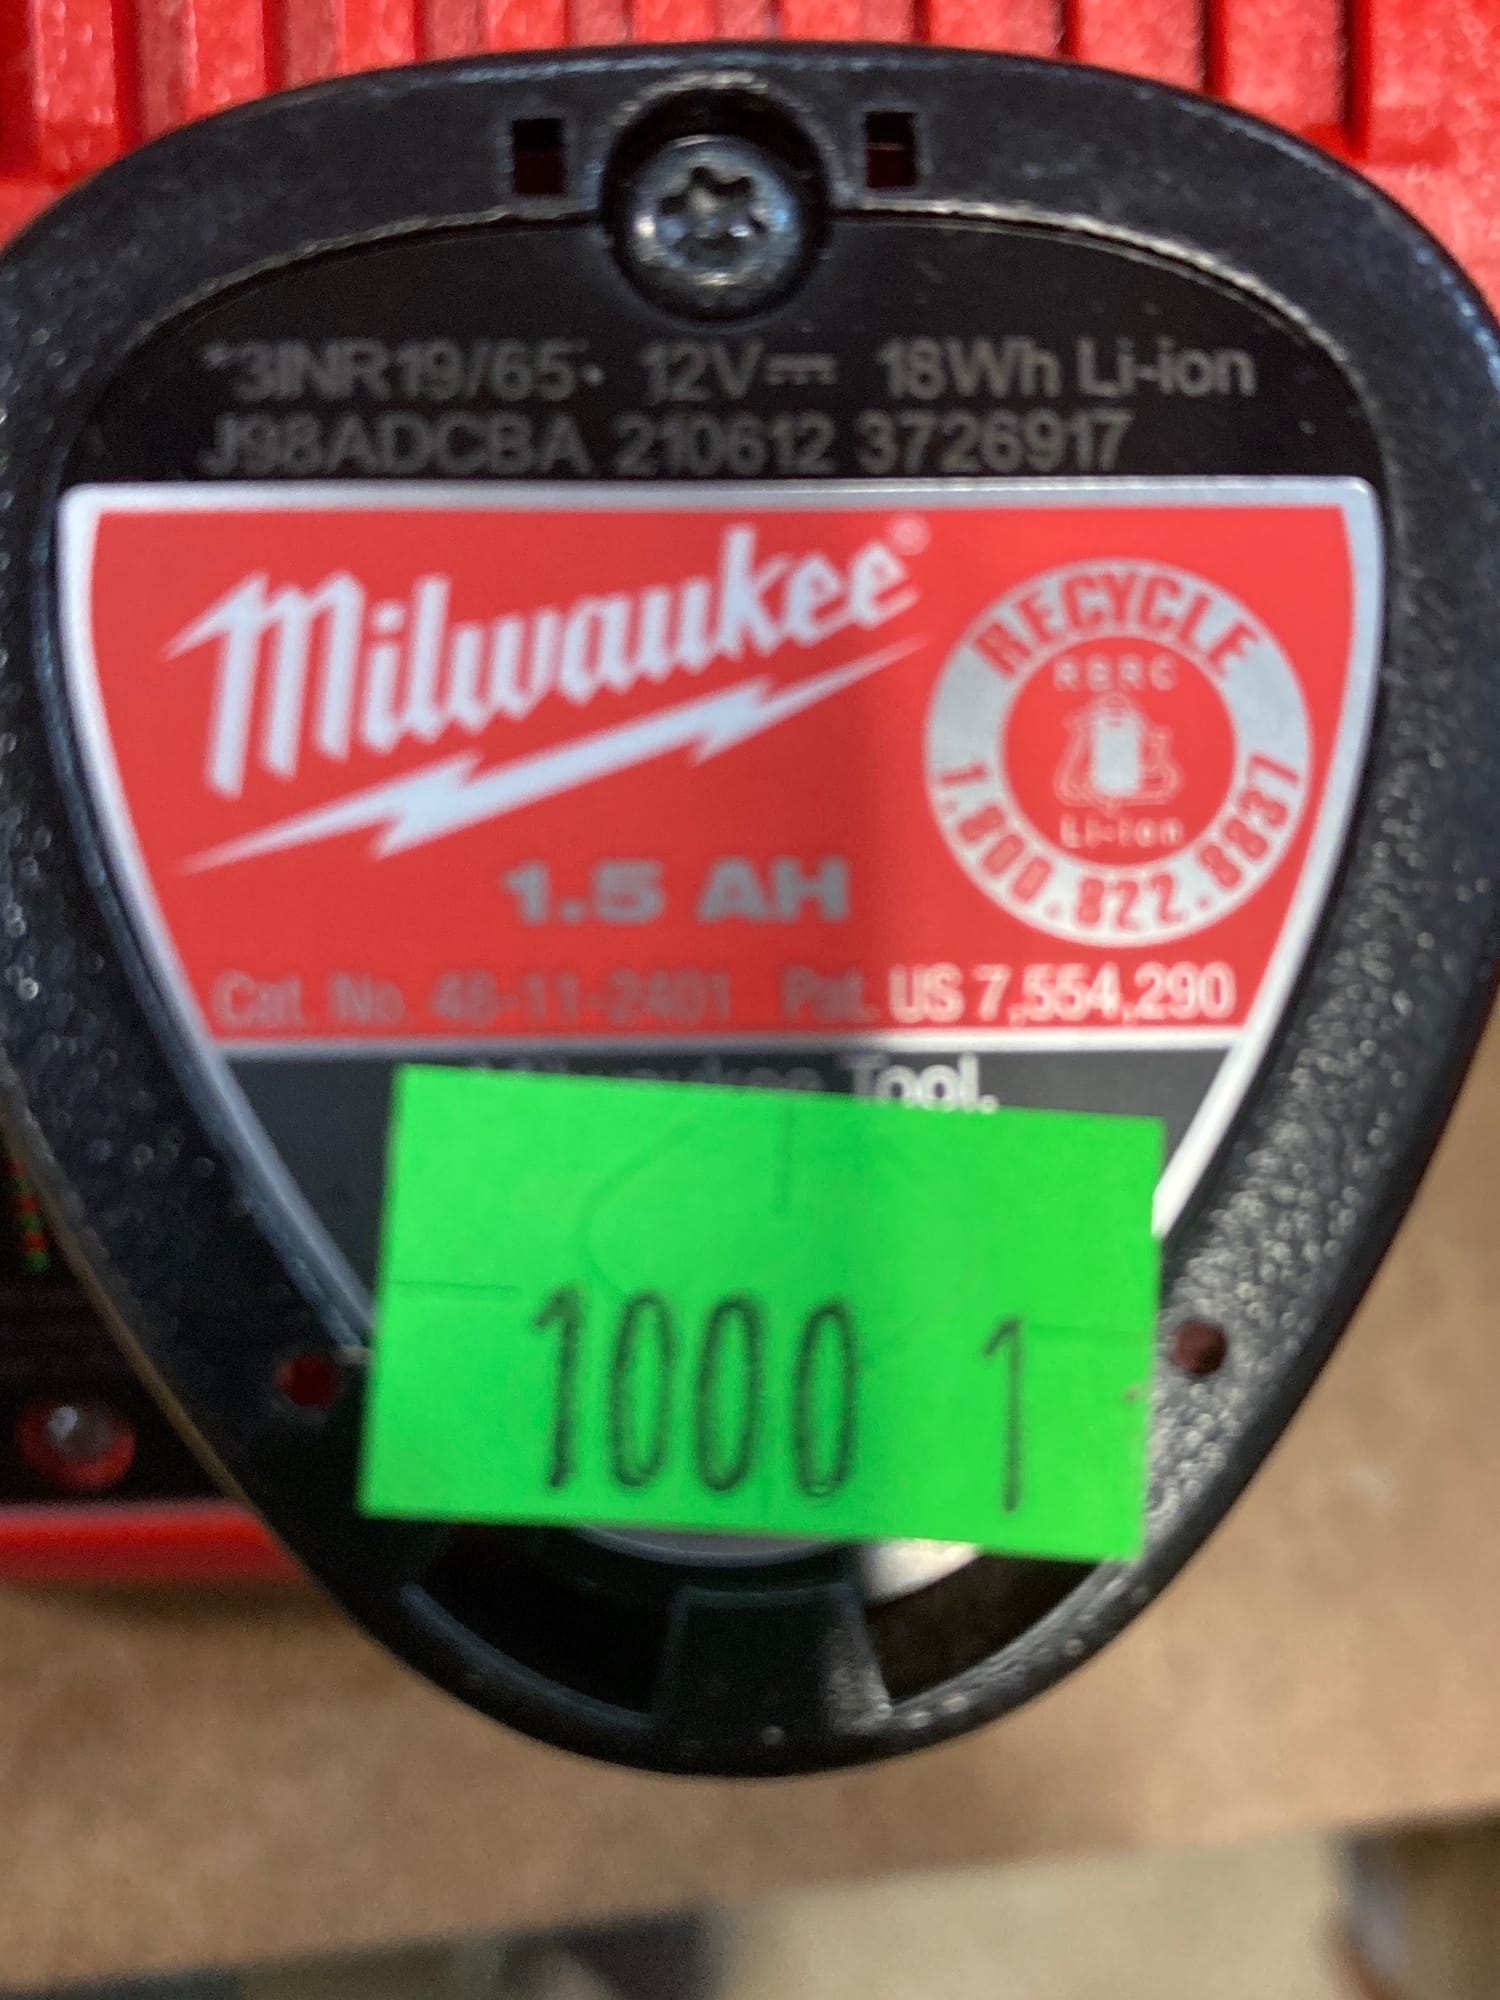 *3INR19/65* 12V⎓ 18Wh Li-ion
J98ADCBA 210612 3726917
Milwaukee®
RECYCLE
RBRC
Li-ion
1.800.822.8837
1.5 AH
Cat. No. 48-11-2401 Pat. US 7,554,290
Milwaukee Tool.
1000 1